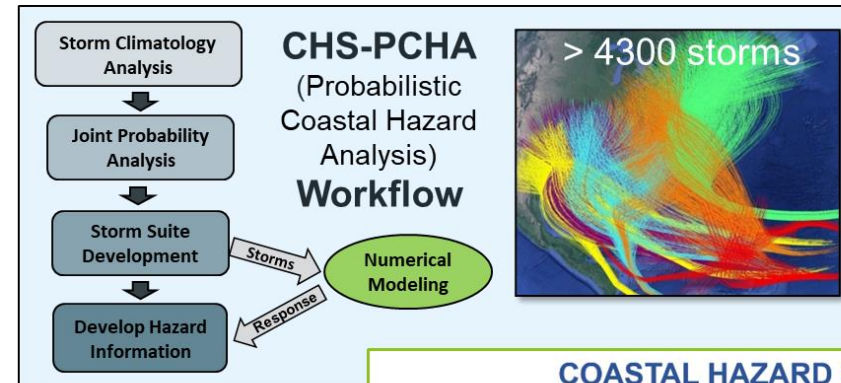 Storm Climatology
Analysis
Joint Probability
Analysis
Storm Suite
Development
Develop Hazard
Information
Storms
Response
Numerical
Modeling
CHS-PCHA
(Probabilistic
Coastal Hazard
Analysis)
Workflow
> 4300 storms
COASTAL HAZARD